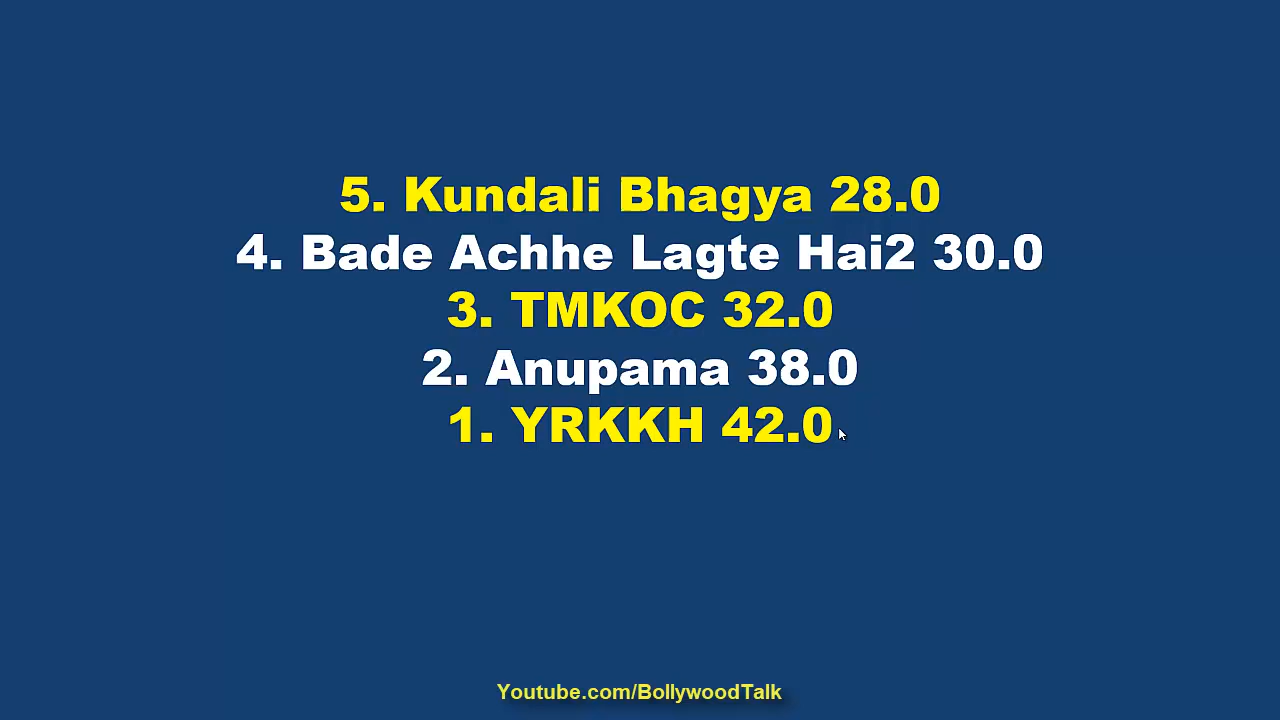 5. Kundali Bhagya 28.0
4. Bade Achhe Lagte Hai2 30.0
3. TMKOC 32.0
2. Anupama 38.0
1. YRKKH 42.0
Youtube.com/BollywoodTalk